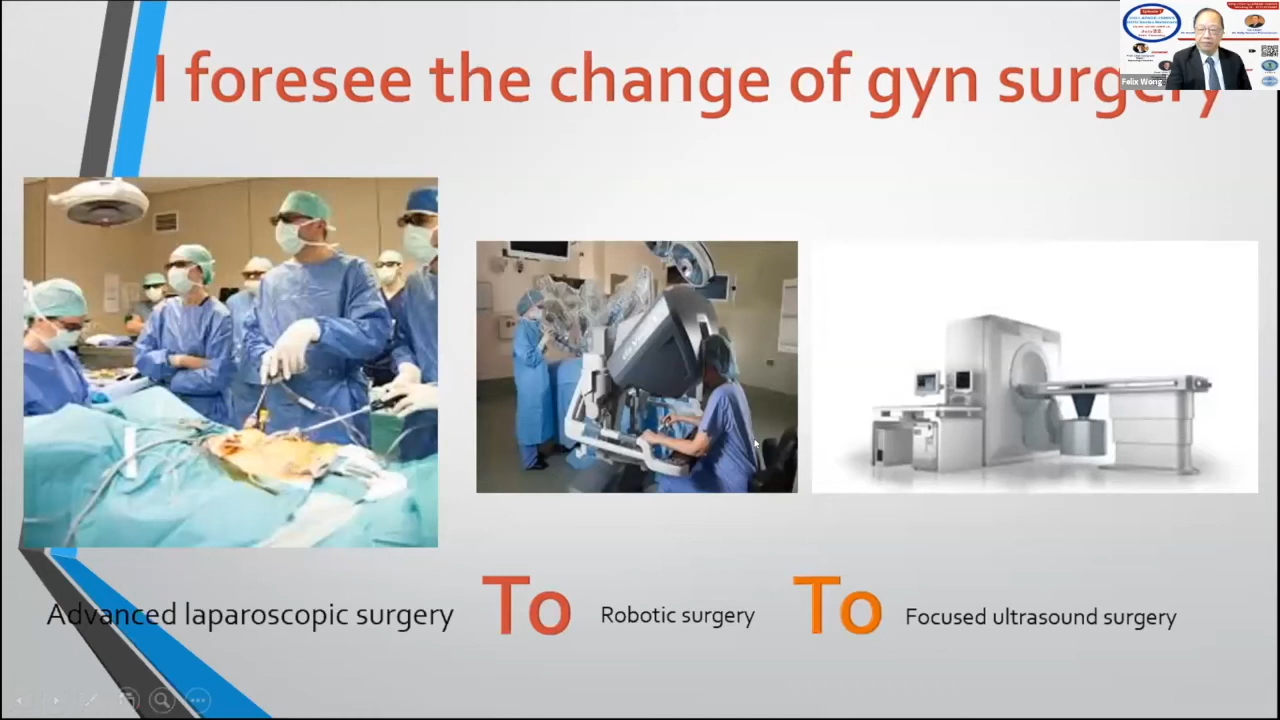 I foresee the change of gyn surgery
Felix Wong
Advanced laparoscopic surgery
To
Robotic surgery
To
Focused ultrasound surgery